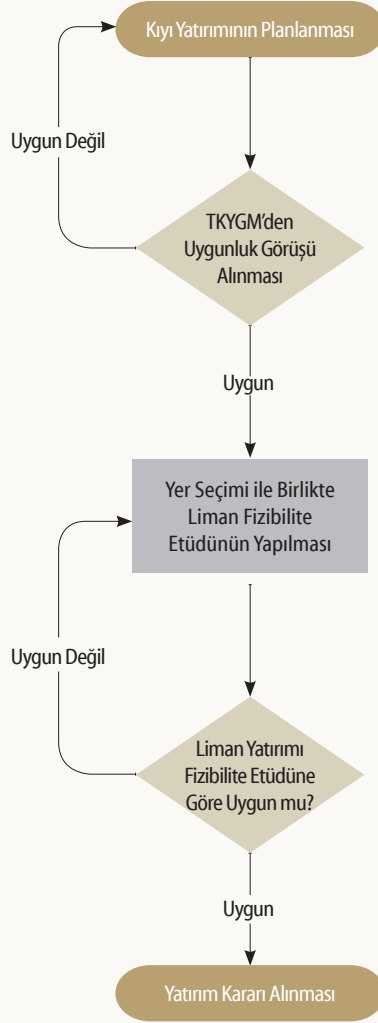 Kıyı Yatırımının Planlanması
Uygun Değil
TKYGM'den
Uygunluk Görüşü
Alınması
Uygun
Yer Seçimi ile Birlikte
Liman Fizibilite
Etüdünün Yapılması
Uygun Değil
Liman Yatırımı
Fizibilite Etüdüne
Göre Uygun mu?
Uygun
Yatırım Kararı Alınması